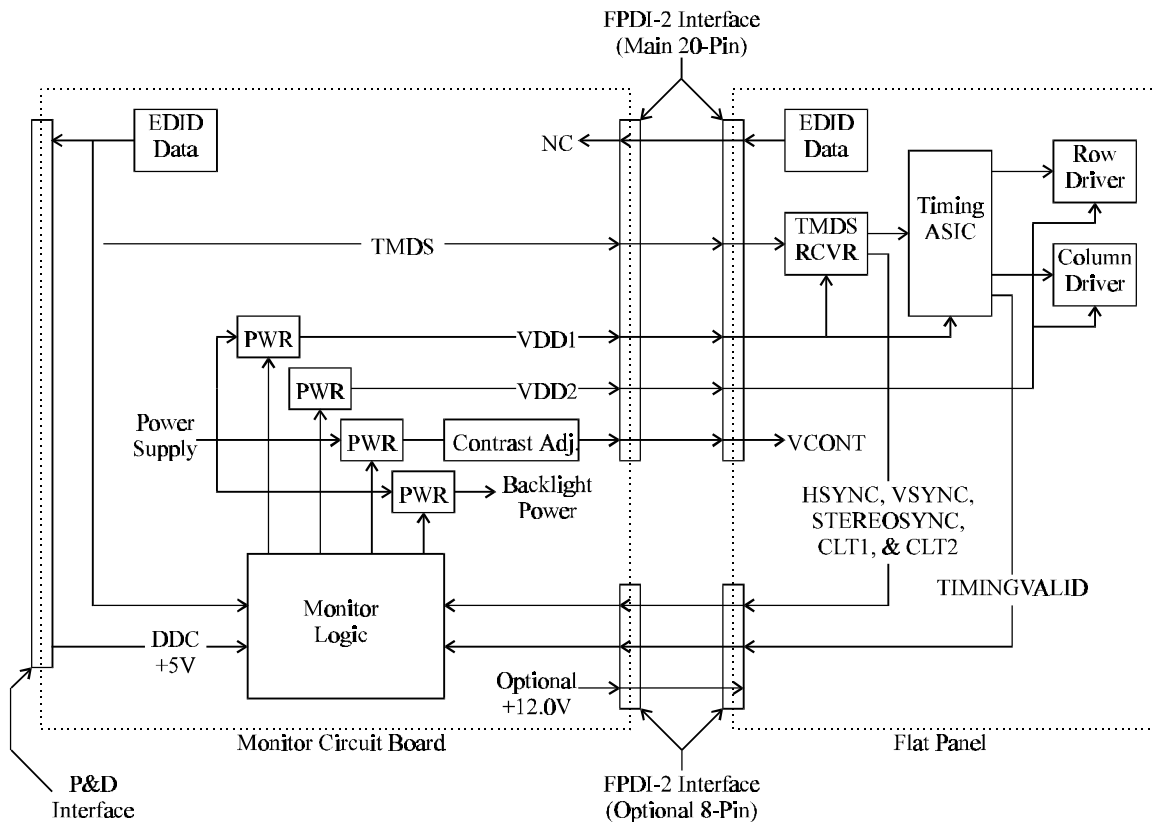 FPDI-2 Interface
(Main 20-Pin)
EDID
Data
NC
EDID
Data
Row
Driver
Timing
ASIC
TMDS
TMDS
RCVR
Column
Driver
PWR
VDD1
PWR
VDD2
Power
Supply
PWR
Contrast Adj.
VCONT
PWR
Backlight
Power
HSYNC, VSYNC,
STEREOSYNC,
CLT1, & CLT2
TIMINGVALID
Monitor
Logic
DDC
+5V
Optional
+12.0V
Monitor Circuit Board
Flat Panel
P&D
Interface
FPDI-2 Interface
(Optional 8-Pin)